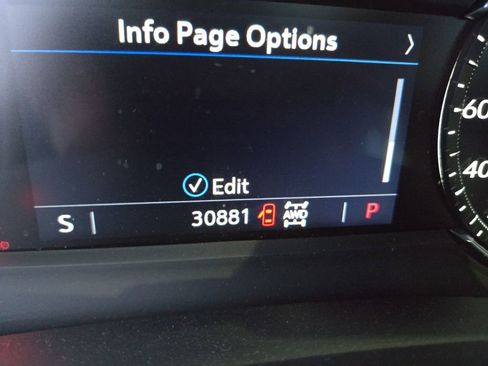 Info Page Options
60
40
Edit
S 30881 AWD P